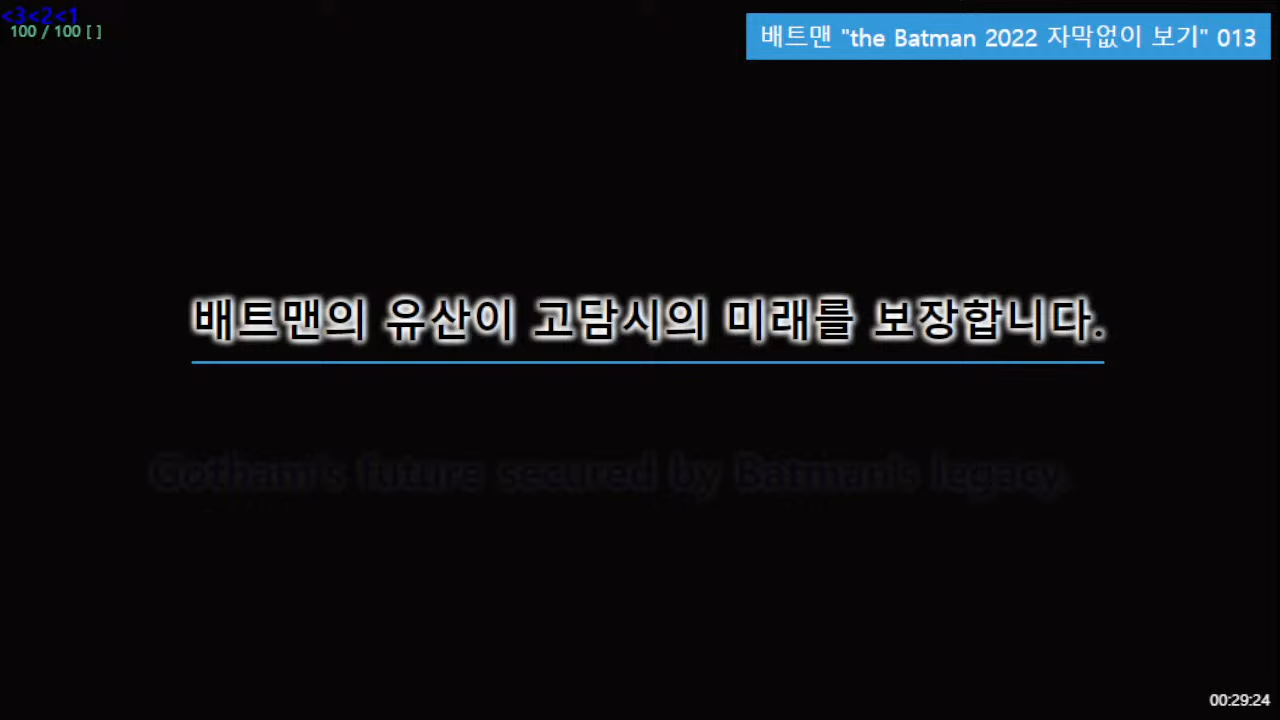 <3<2<1
100 / 100 [ ]
배트맨 "the Batman 2022 자막없이 보기" 013
배트맨의 유산이 고담시의 미래를 보장합니다.
Gotham's future secured by Batman's legacy.
00:29:24